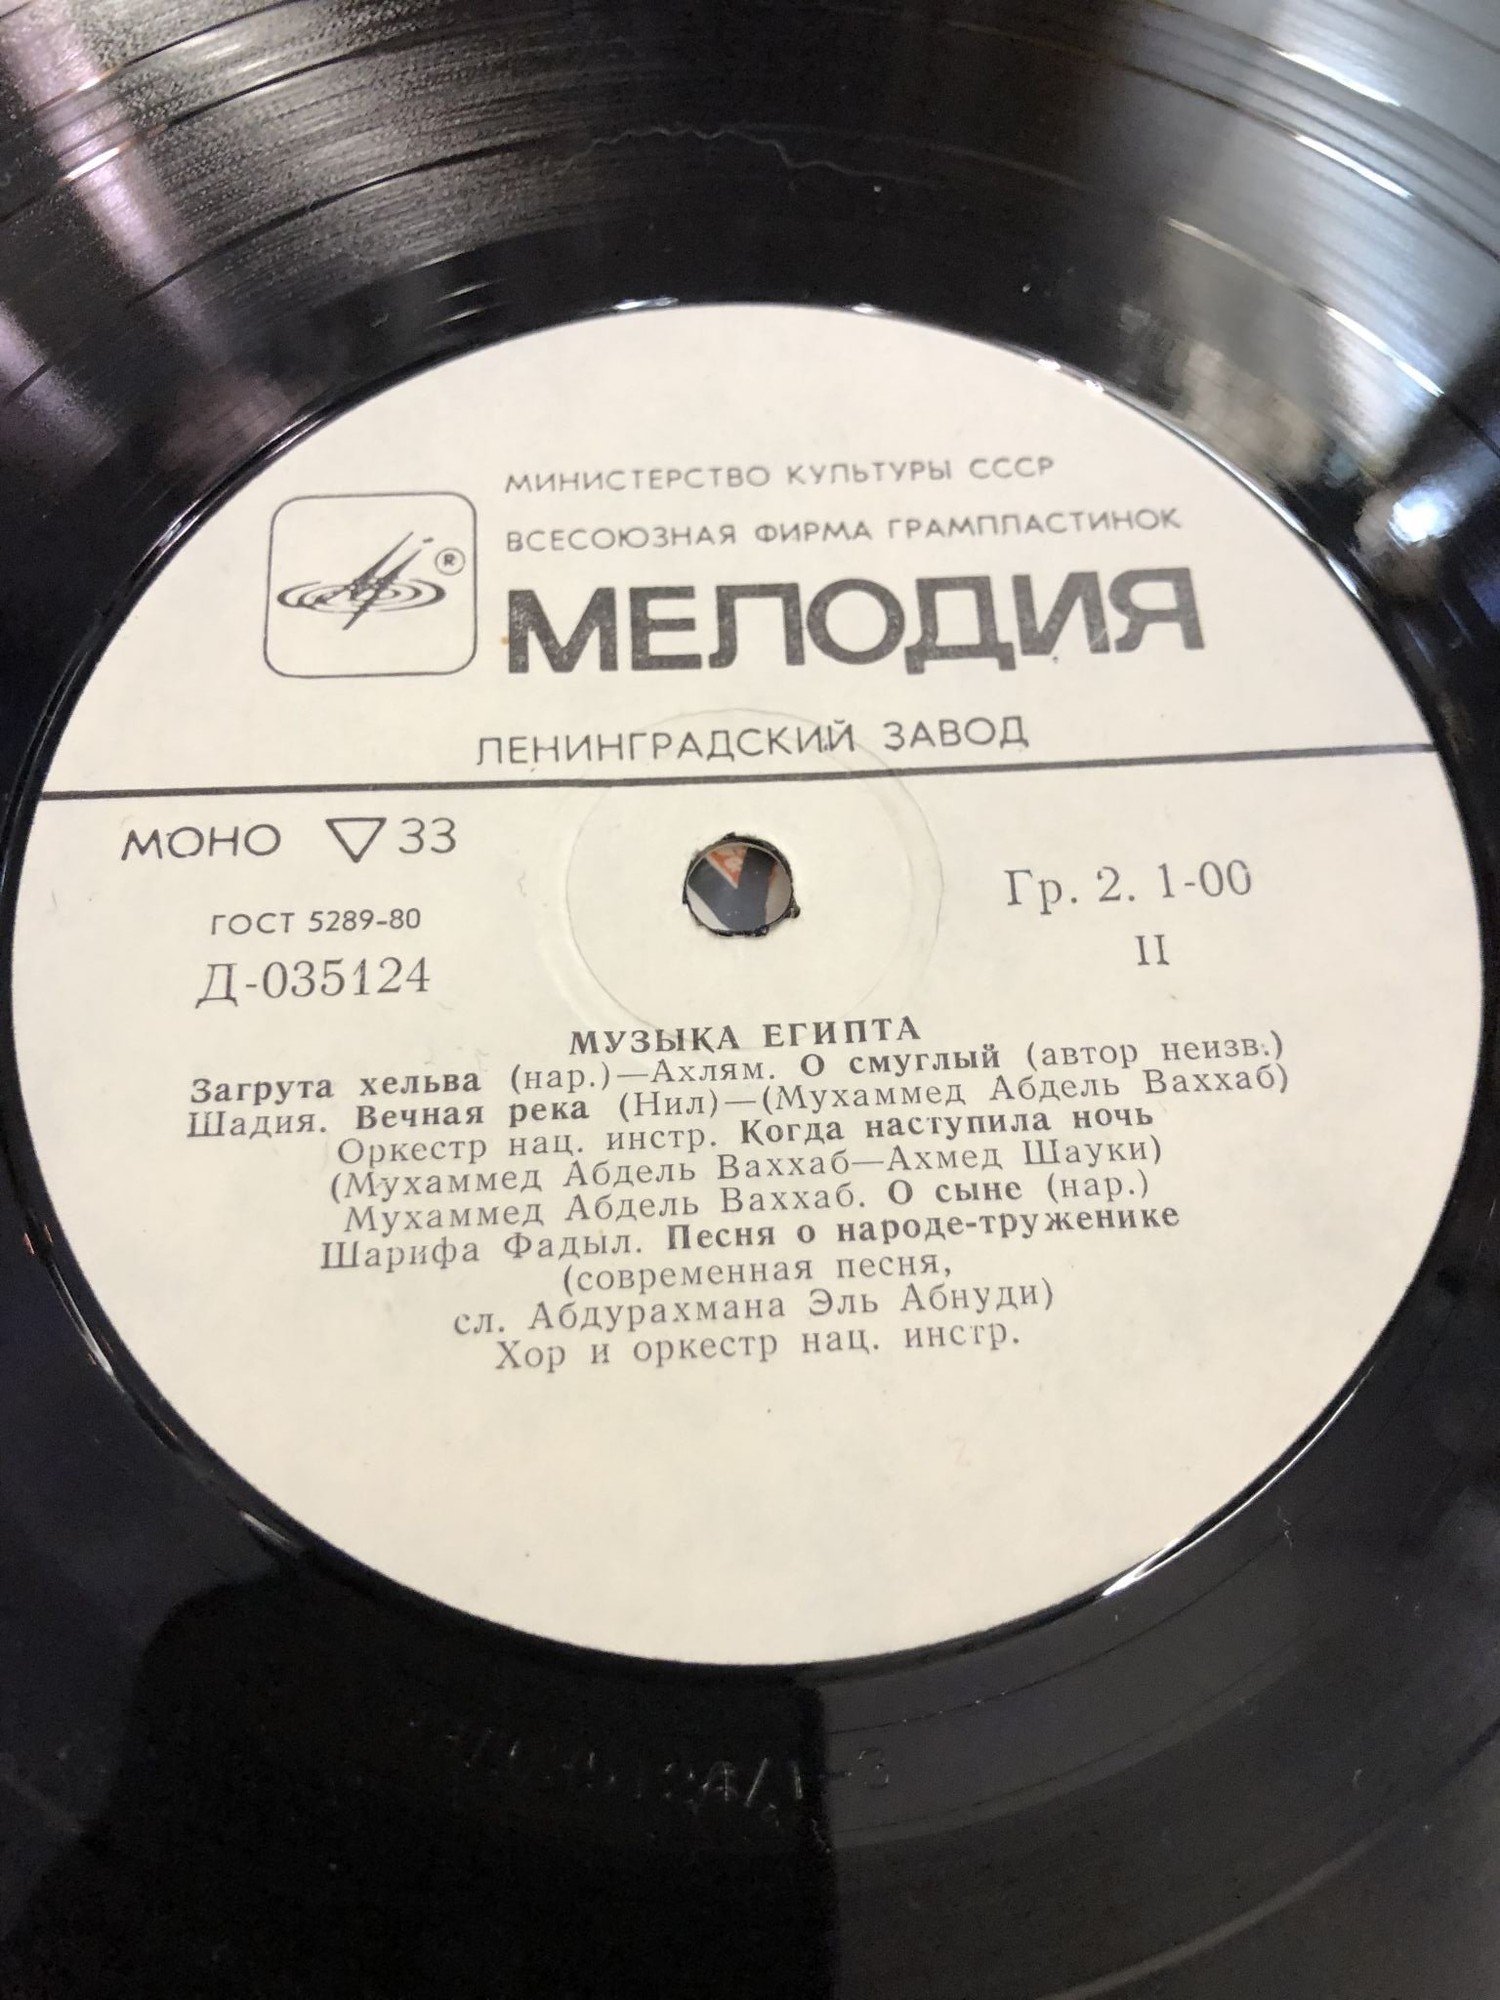 МИНИСТЕРСТВО КУЛЬТУРЫ СССР
ВСЕСОЮЗНАЯ ФИРМА ГРАМПЛАСТИНОК
®
МЕЛОДИЯ
ЛЕНИНГРАДСКИЙ ЗАВОД
МОНО ▽ 33
ГОСТ 5289-80
Д-035124
Гр. 2. 1-00
II
МУЗЫКА ЕГИПТА
Загрута хельва (нар.)—Ахлям. О смуглый (автор неизв.)
Шадия. Вечная река (Нил)—(Мухаммед Абдель Ваххаб)
Оркестр нац. инстр. Когда наступила ночь
(Мухаммед Абдель Ваххаб—Ахмед Шауки)
Мухаммед Абдель Ваххаб. О сыне (нар.)
Шарифа Фадыл. Песня о народе-труженике
(современная песня,
сл. Абдурахмана Эль Абнуди)
Хор и оркестр нац. инстр.